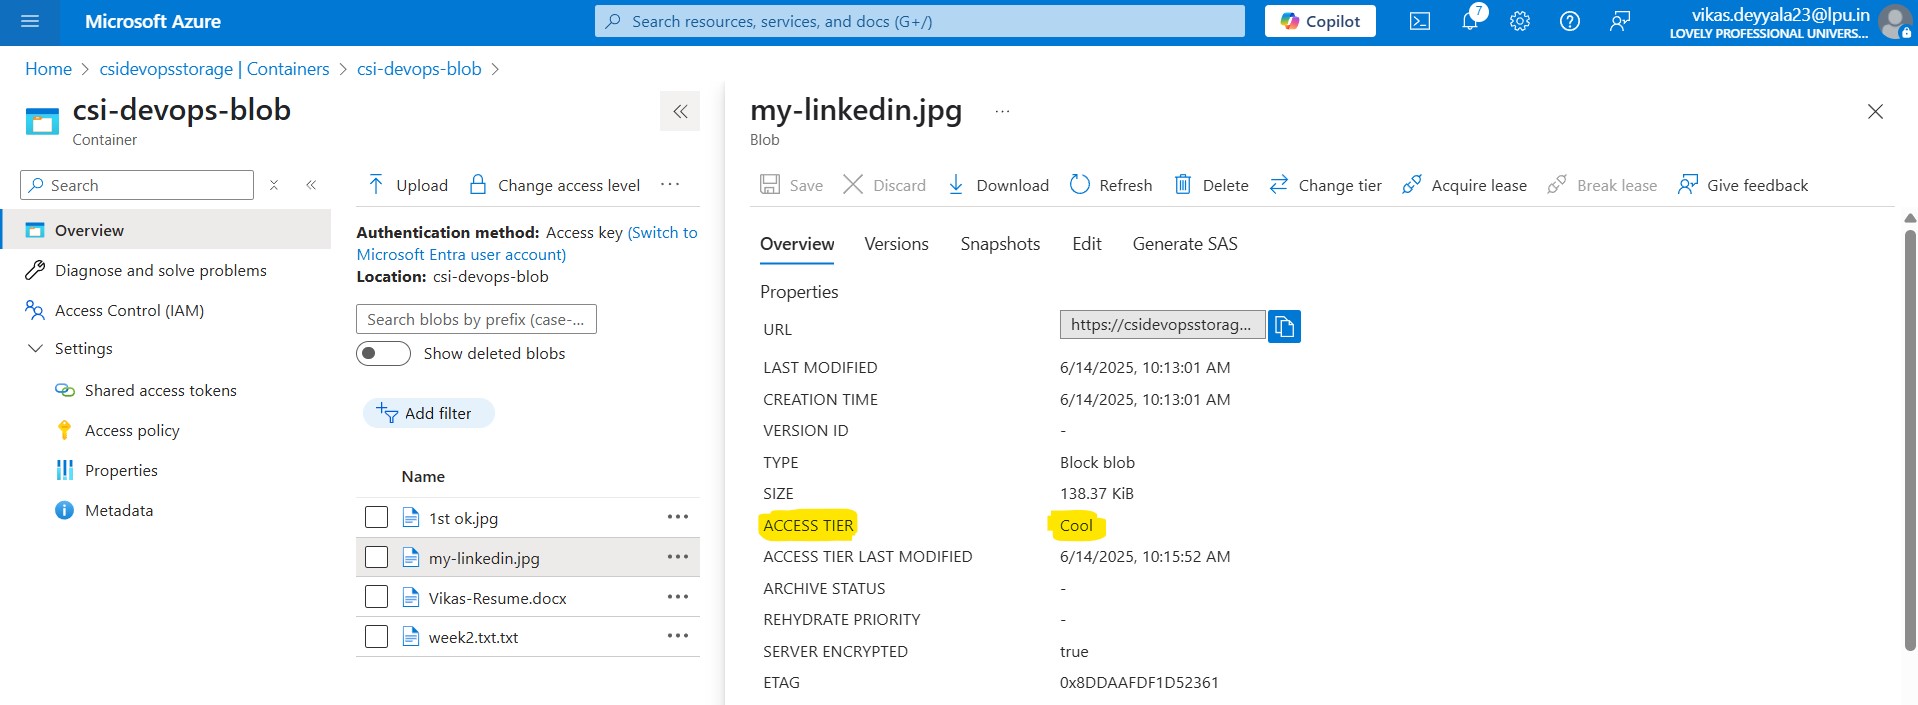 Microsoft Azure
Search resources, services, and docs (G+/)
Copilot
7
vikas.deyyala23@lpu.in
LOVELY PROFESSIONAL UNIVERS...
Home > csidevopsstorage | Containers > csi-devops-blob >
csi-devops-blob
Container
Search
Overview
Diagnose and solve problems
Access Control (IAM)
Settings
Shared access tokens
Access policy
Properties
Metadata
Upload
Change access level
Authentication method: Access key (Switch to
Microsoft Entra user account)
Location: csi-devops-blob
Search blobs by prefix (case-...
Show deleted blobs
Add filter
Name
1st ok.jpg
my-linkedin.jpg
Vikas-Resume.docx
week2.txt.txt
my-linkedin.jpg
Blob
Save
Discard
Download
Refresh
Delete
Change tier
Acquire lease
Break lease
Give feedback
Overview
Versions
Snapshots
Edit
Generate SAS
Properties
URL https://csidevopsstorag...
LAST MODIFIED 6/14/2025, 10:13:01 AM
CREATION TIME 6/14/2025, 10:13:01 AM
VERSION ID -
TYPE Block blob
SIZE 138.37 KiB
ACCESS TIER Cool
ACCESS TIER LAST MODIFIED 6/14/2025, 10:15:52 AM
ARCHIVE STATUS -
REHYDRATE PRIORITY -
SERVER ENCRYPTED true
ETAG 0x8DDAAFDF1D52361